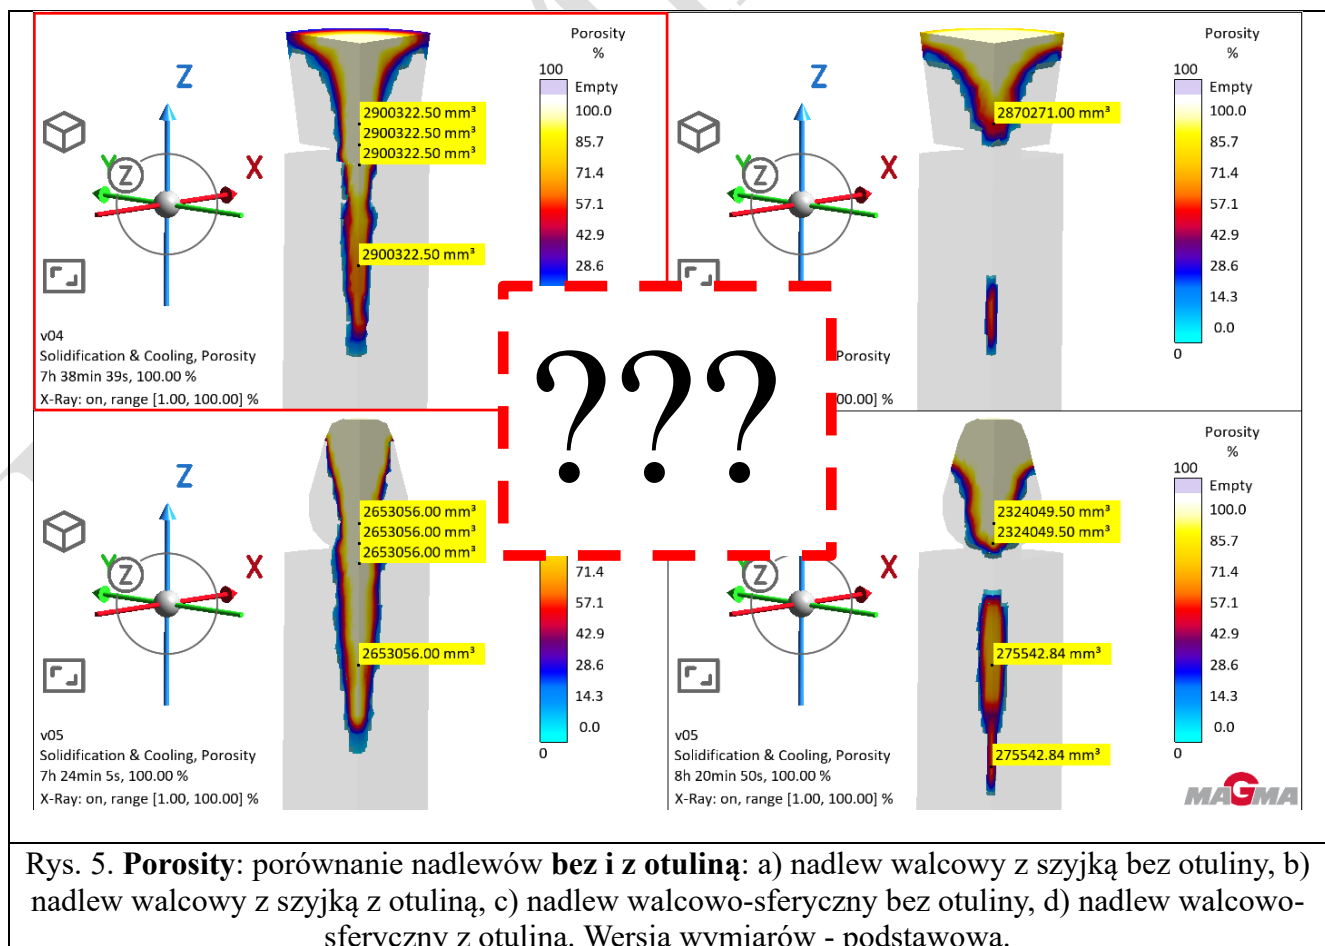 Porosity
%
100
Empty
100.0
85.7
71.4
57.1
42.9
28.6
Z
Y
Z
X
2900322.50 mm³
2900322.50 mm³
2900322.50 mm³
2900322.50 mm³
v04
Solidification & Cooling, Porosity
7h 38min 39s, 100.00 %
X-Ray: on, range [1.00, 100.00] %
Porosity
%
100
Empty
100.0
85.7
71.4
57.1
42.9
28.6
14.3
0.0
0
Z
Y
Z
X
2870271.00 mm³
Porosity
00.00] %
???
Z
Y
Z
X
2653056.00 mm³
2653056.00 mm³
2653056.00 mm³
2653056.00 mm³
71.4
57.1
42.9
28.6
14.3
0.0
0
v05
Solidification & Cooling, Porosity
7h 24min 5s, 100.00 %
X-Ray: on, range [1.00, 100.00] %
Porosity
%
100
Empty
100.0
85.7
71.4
57.1
42.9
28.6
14.3
0.0
0
Z
X
2324049.50 mm³
2324049.50 mm³
275542.84 mm³
275542.84 mm³
v05
Solidification & Cooling, Porosity
8h 20min 50s, 100.00 %
X-Ray: on, range [1.00, 100.00] %
MAGMA
Rys. 5. Porosity: porównanie nadlewów bez i z otuliną: a) nadlew walcowy z szyjką bez otuliny, b)
nadlew walcowy z szyjką z otuliną, c) nadlew walcowo-sferyczny bez otuliny, d) nadlew walcowo-
sferyczny z otuliną. Wersja wymiarów - podstawowa.